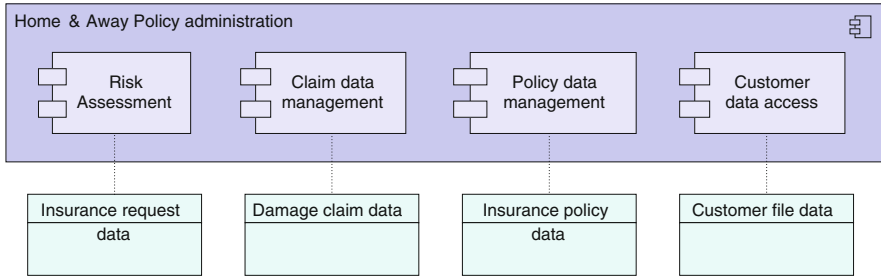 Home & Away Policy administration
Risk
Assessment
Claim data
management
Policy data
management
Customer
data access
Insurance request
data
Damage claim data
Insurance policy
data
Customer file data